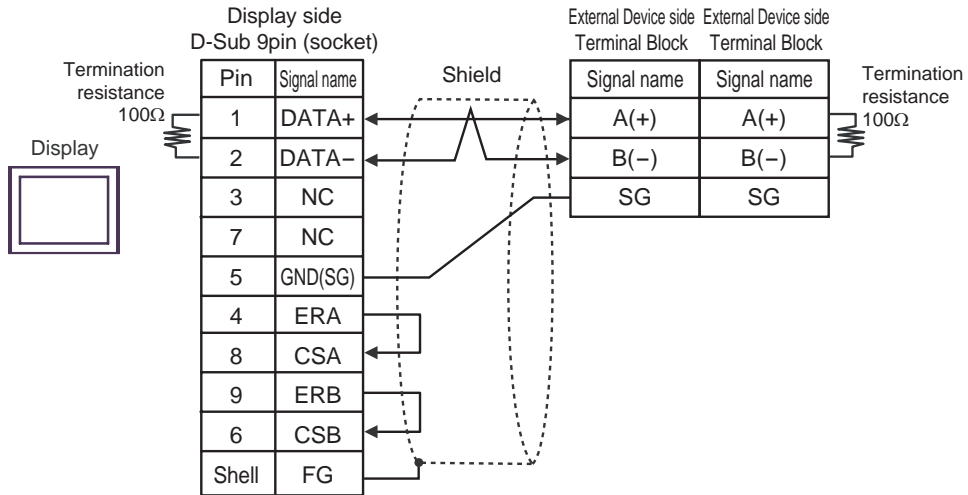 Display side
D-Sub 9pin (socket)
External Device side External Device side
Terminal Block Terminal Block
Termination
resistance
100Ω
Pin Signal name
Shield
Signal name Signal name
Termination
resistance
100Ω
1 DATA+
A(+) A(+)
Display
2 DATA−
B(−) B(−)
3 NC
SG SG
7 NC
5 GND(SG)
4 ERA
8 CSA
9 ERB
6 CSB
Shell FG